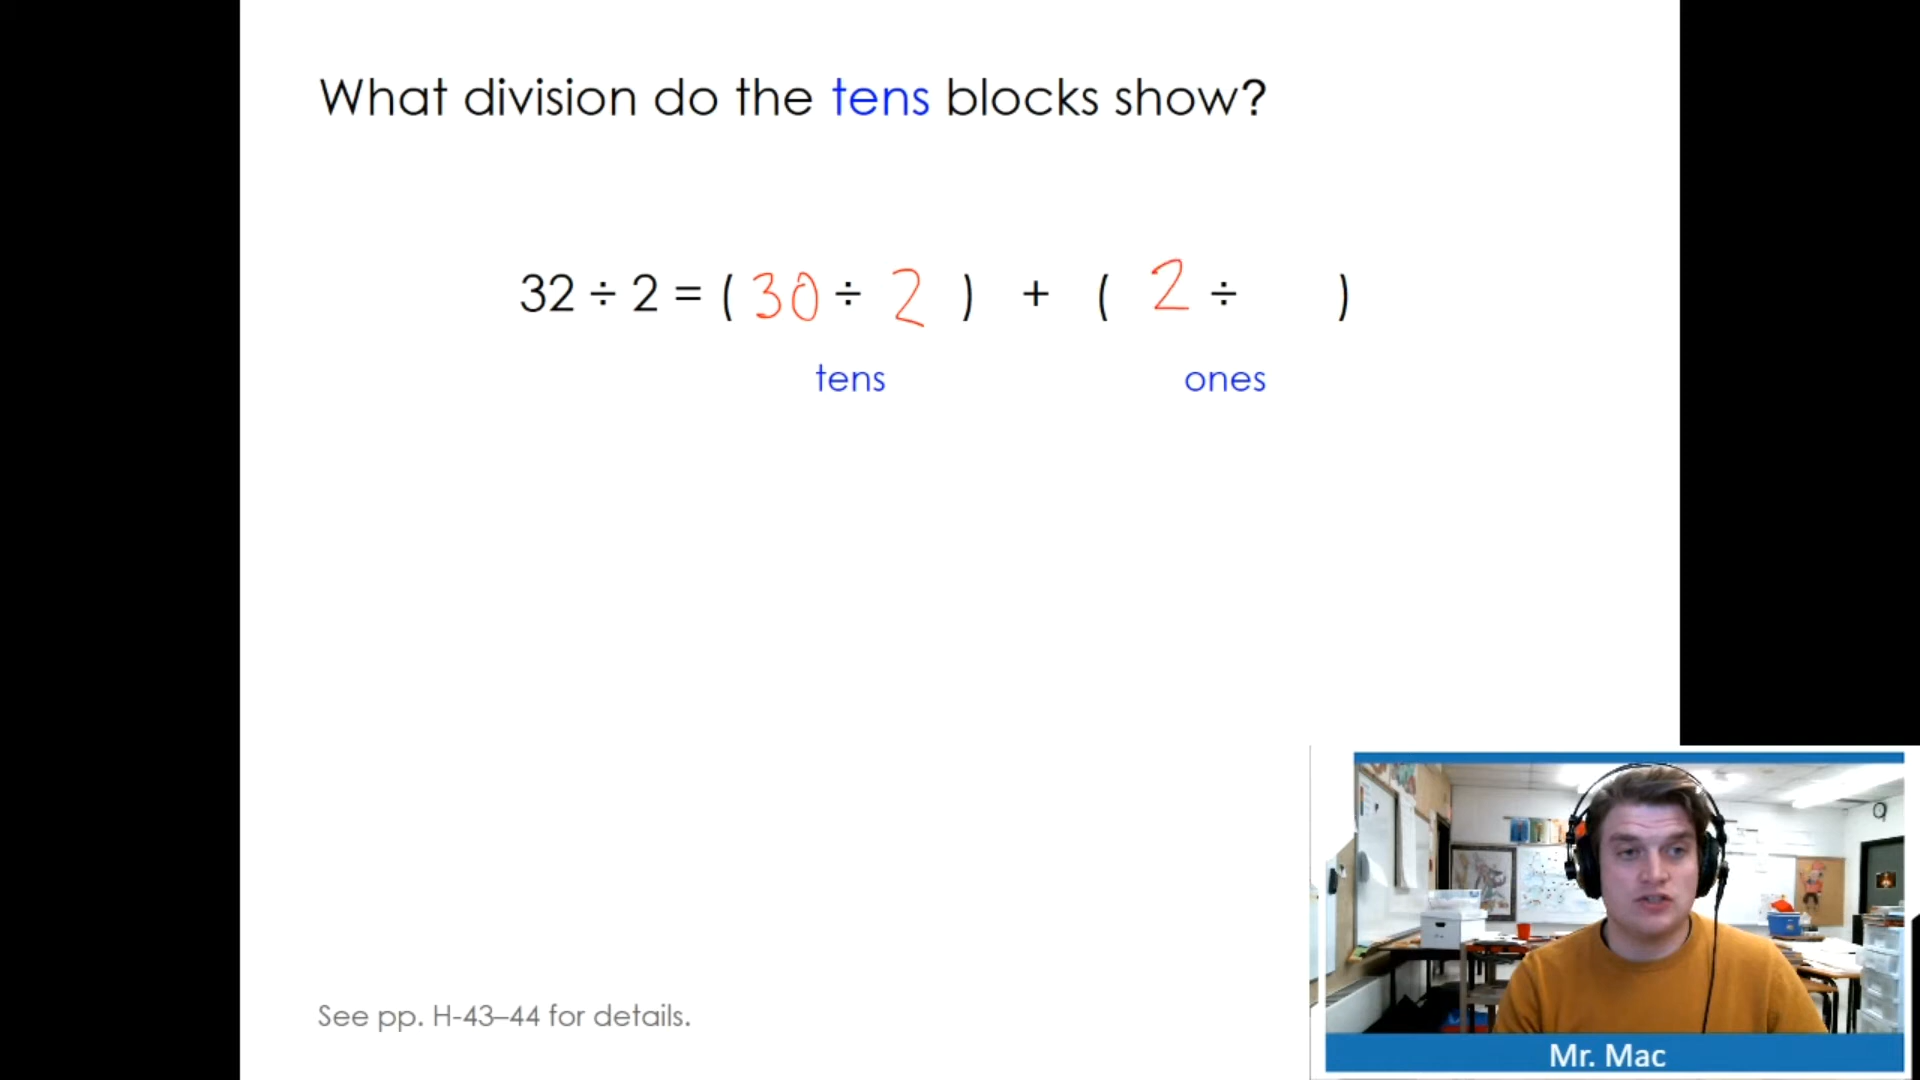 What division do the tens blocks show?
32 ÷ 2 = ( 30 ÷ 2 ) + ( 2 ÷ )
tens ones
See pp. H-43–44 for details.
Mr. Mac